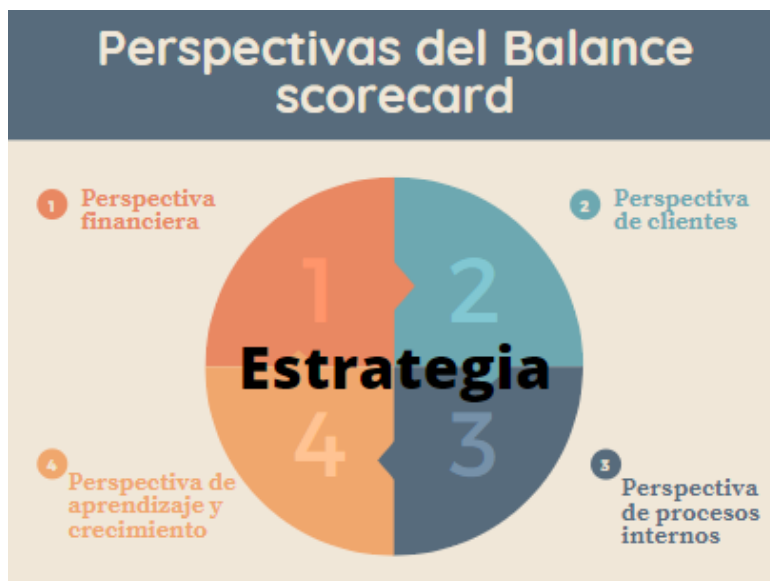 Perspectivas del Balance
scorecard
1
Perspectiva
financiera
2
Perspectiva
de clientes
1
2
Estrategia
4
3
4
Perspectiva de
aprendizaje y
crecimiento
3
Perspectiva
de procesos
internos